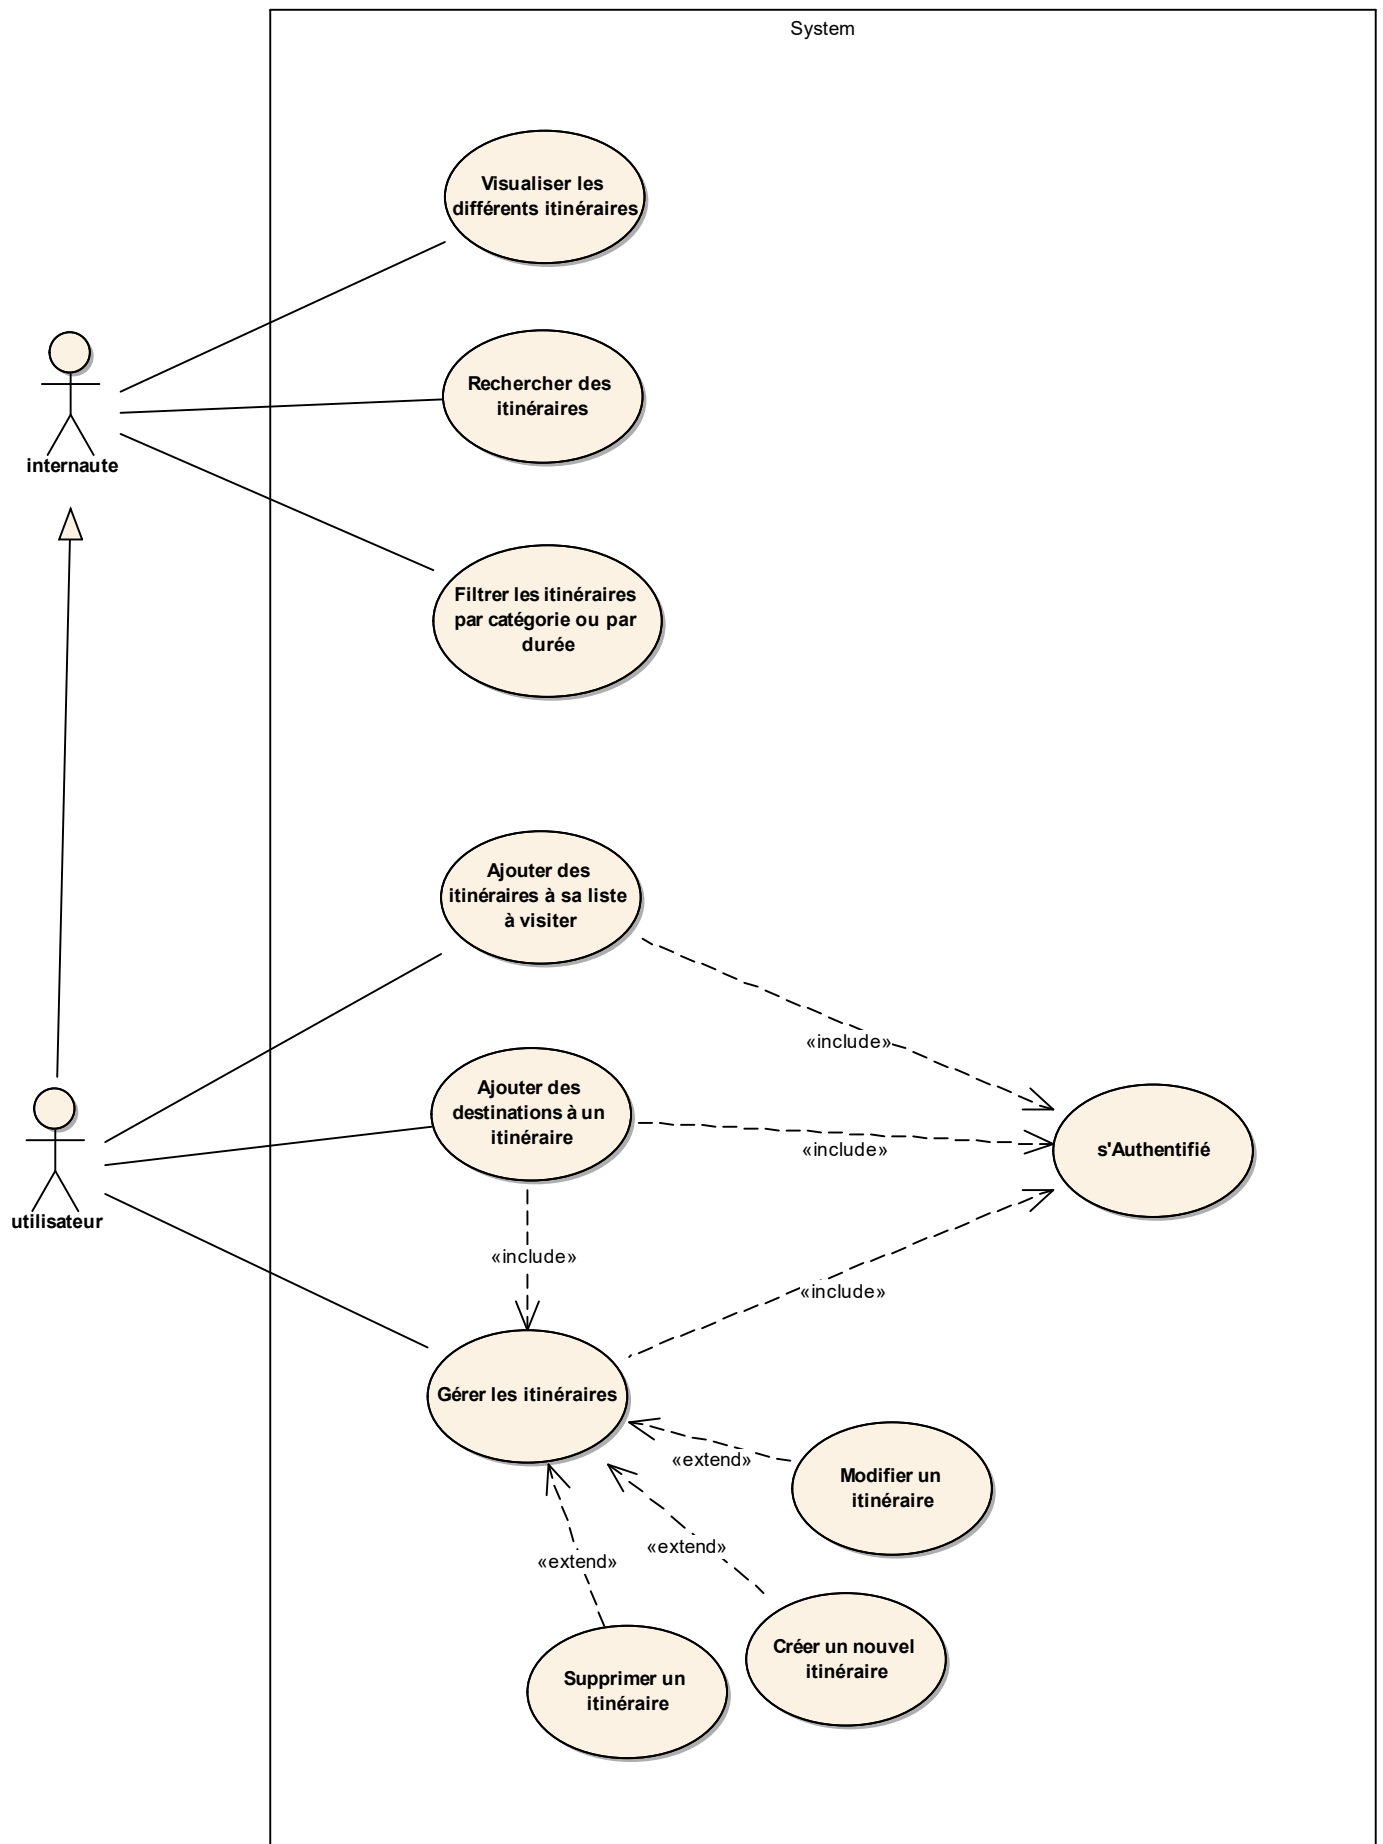 System
Visualiser les
différents itinéraires
Rechercher des
itinéraires
internaute
Filtrer les itinéraires
par catégorie ou par
durée
Ajouter des
itinéraires à sa liste
à visiter
«include»
Ajouter des
destinations à un
itinéraire
«include»
s'Authentifié
utilisateur
«include»
«include»
Gérer les itinéraires
«extend»
Modifier un
itinéraire
«extend»
«extend»
Créer un nouvel
itinéraire
Supprimer un
itinéraire